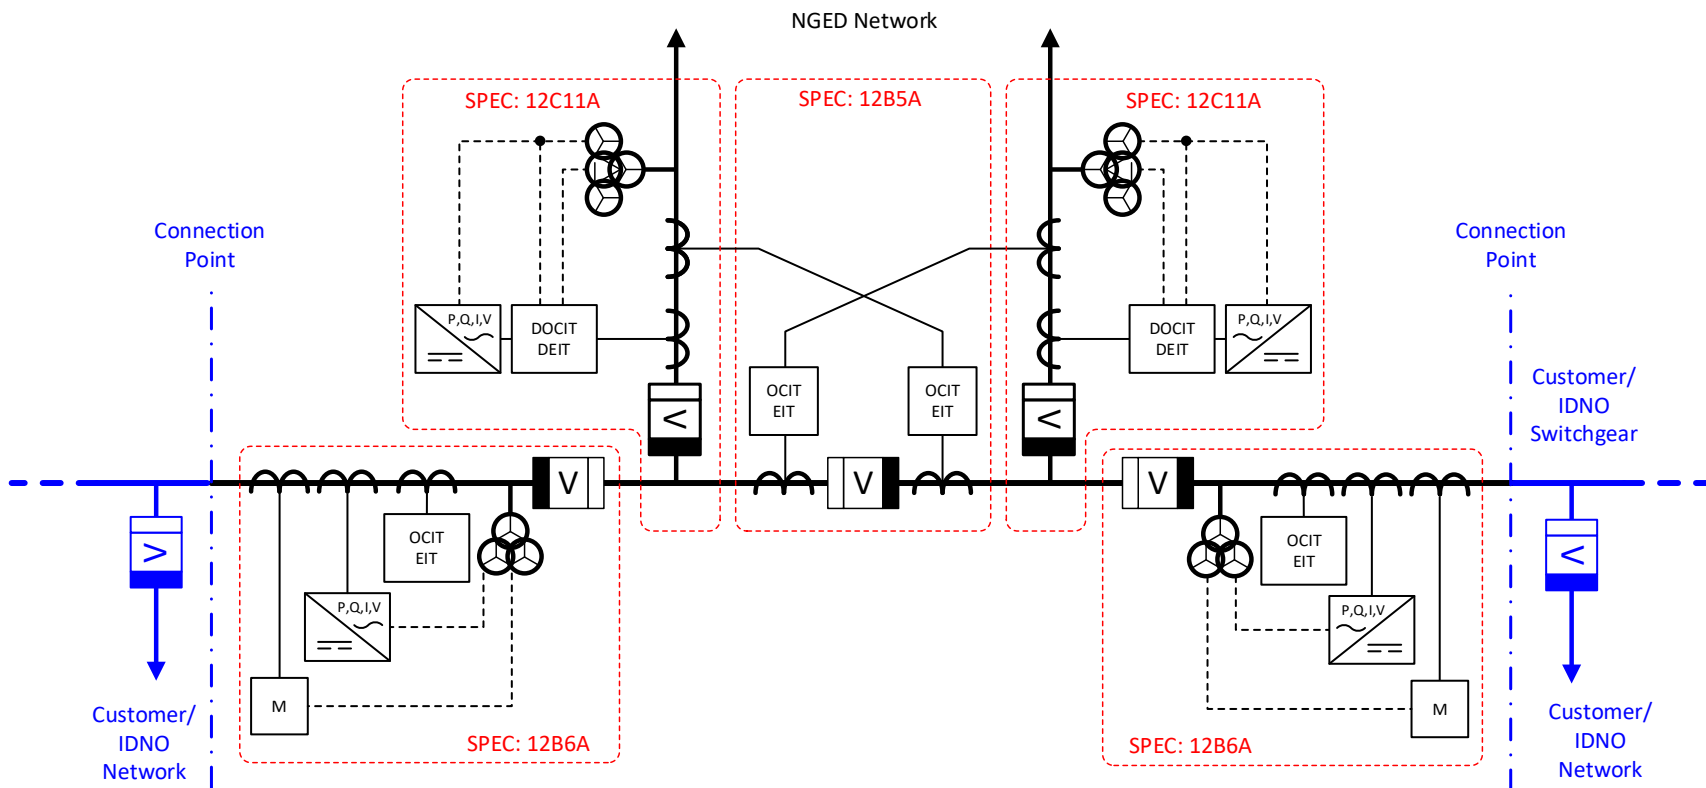 NGED Network
SPEC: 12C11A
SPEC: 12B5A
SPEC: 12C11A
Connection
Point
Connection
Point
P,Q,I,V
DOCIT
DEIT
DOCIT
DEIT
P,Q,I,V
OCIT
EIT
OCIT
EIT
V
V
Customer/
IDNO
Switchgear
V
V
V
OCIT
EIT
OCIT
EIT
V
V
P,Q,I,V
P,Q,I,V
M
M
Customer/
IDNO
Network
SPEC: 12B6A
SPEC: 12B6A
Customer/
IDNO
Network